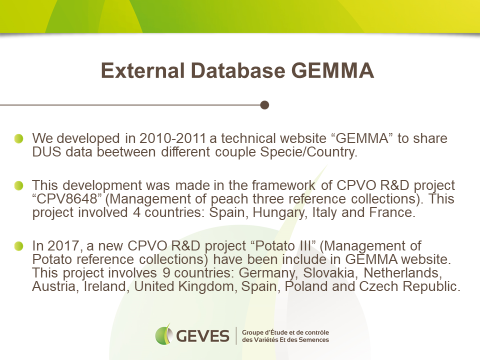 External Database GEMMA
We developed in 2010-2011 a technical website “GEMMA” to share
DUS data beetween different couple Specie/Country.
This development was made in the framework of CPVO R&D project
“CPV8648” (Management of peach three reference collections). This
project involved 4 countries: Spain, Hungary, Italy and France.
In 2017, a new CPVO R&D project “Potato III” (Management of
Potato reference collections) have been include in GEMMA website.
This project involves 9 countries: Germany, Slovakia, Netherlands,
Austria, Ireland, United Kingdom, Spain, Poland and Czech Republic.
GEVES
Groupe d'Étude et de contrôle
des Variétés Et des Semences